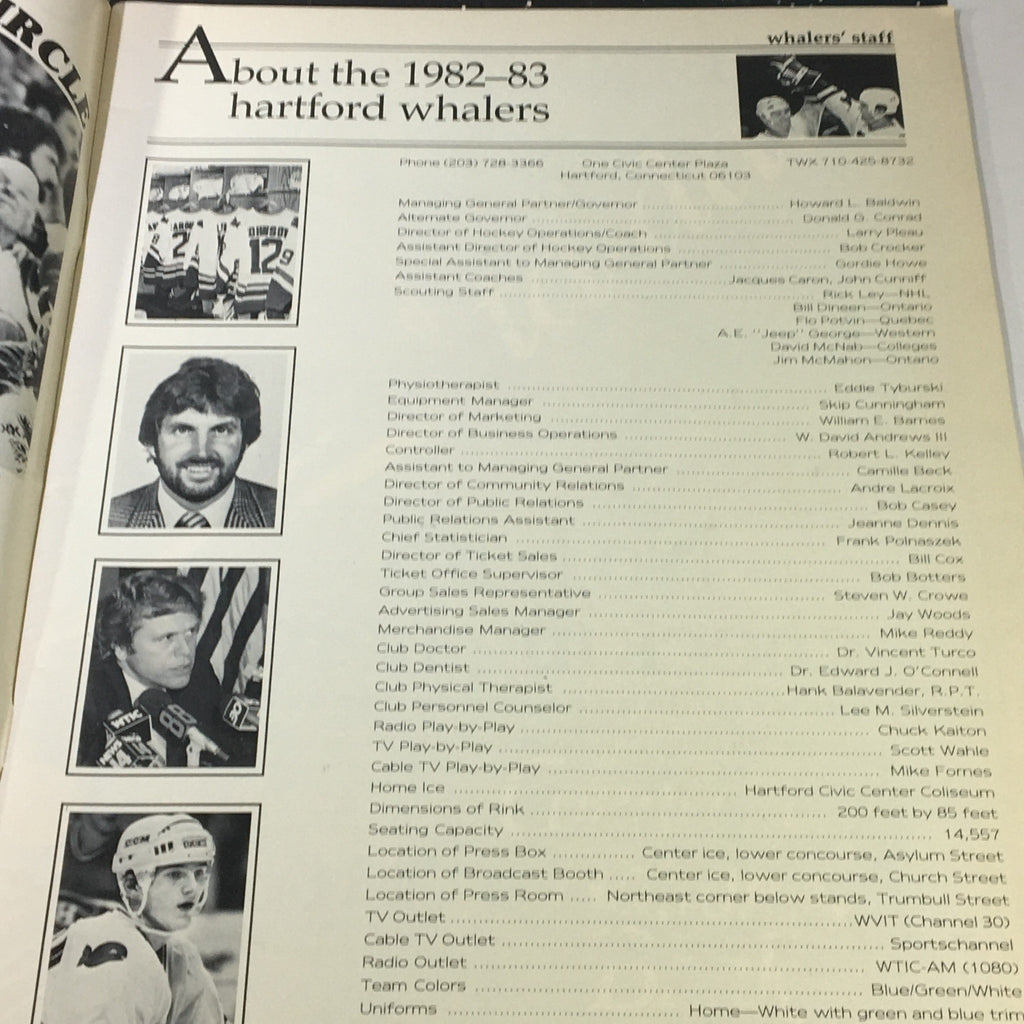 IRCLE
whalers' staff
About the 1982–83
hartford whalers
Phone (203) 728-3366 One Civic Center Plaza TWX 710-425-8732
Hartford, Connecticut 06103
Managing General Partner/Governor Howard L. Baldwin
Alternate Governor Donald G. Conrad
Director of Hockey Operations/Coach Larry Pleau
Assistant Director of Hockey Operations Bob Crocker
Special Assistant to Managing General Partner Gordie Howe
Assistant Coaches Jacques Caron, John Cunniff
Scouting Staff Rick Ley—NHL
Bill Dineen—Ontario
Flo Potvin—Quebec
A.E. "Jeep" George—Western
David McNab—Colleges
Jim McMahon—Ontario
Physiotherapist Eddie Tyburski
Equipment Manager Skip Cunningham
Director of Marketing William E. Barnes
Director of Business Operations W. David Andrews III
Controller Robert L. Kelley
Assistant to Managing General Partner Camille Beck
Director of Community Relations Andre Lacroix
Director of Public Relations Bob Casey
Public Relations Assistant Jeanne Dennis
Chief Statistician Frank Polnaszek
Director of Ticket Sales Bill Cox
Ticket Office Supervisor Bob Botters
Group Sales Representative Steven W. Crowe
Advertising Sales Manager Jay Woods
Merchandise Manager Mike Reddy
Club Doctor Dr. Vincent Turco
Club Dentist Dr. Edward J. O'Connell
Club Physical Therapist Hank Balavender, R.P.T.
Club Personnel Counselor Lee M. Silverstein
Radio Play-by-Play Chuck Kaiton
TV Play-by-Play Scott Wahle
Cable TV Play-by-Play Mike Fornes
Home Ice Hartford Civic Center Coliseum
Dimensions of Rink 200 feet by 85 feet
Seating Capacity 14,557
Location of Press Box Center ice, lower concourse, Asylum Street
Location of Broadcast Booth Center ice, lower concourse, Church Street
Location of Press Room Northeast corner below stands, Trumbull Street
TV Outlet WVIT (Channel 30)
Cable TV Outlet Sportschannel
Radio Outlet WTIC-AM (1080)
Team Colors Blue/Green/White
Uniforms Home—White with green and blue trim
12
9
WTIC
CCM